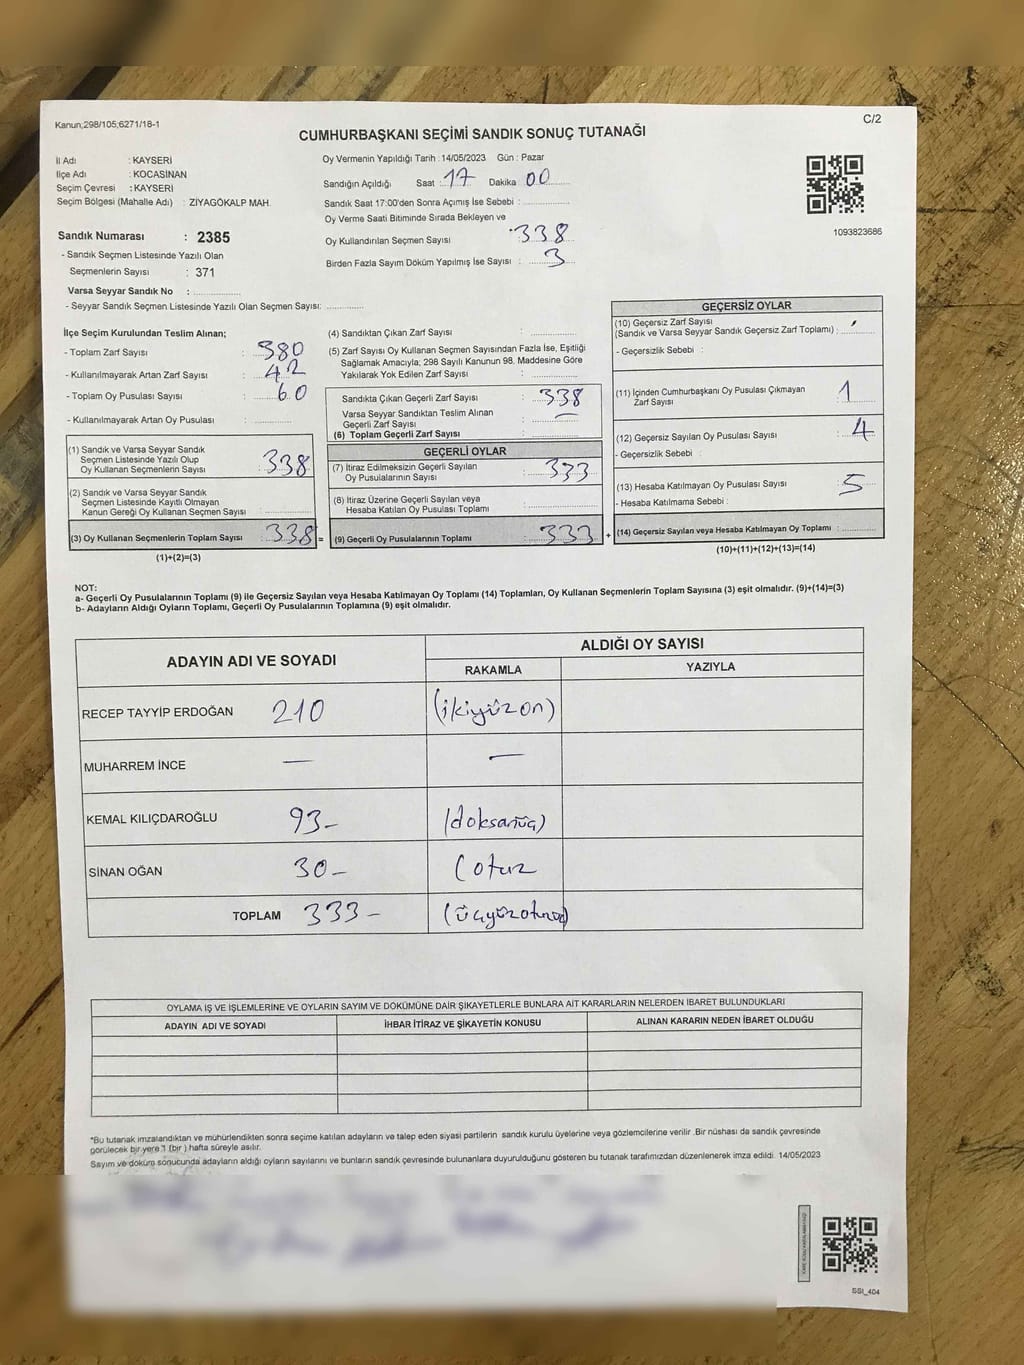 Kanun;298/105;6271/18-1
C/2
CUMHURBAŞKANI SEÇİMİ SANDIK SONUÇ TUTANAĞI
İl Adı : KAYSERİ
İlçe Adı : KOCASİNAN
Seçim Çevresi : KAYSERİ
Seçim Bölgesi (Mahalle Adı) : ZİYAGÖKALP MAH.
Sandık Numarası : 2385
- Sandık Seçmen Listesinde Yazılı Olan
Seçmenlerin Sayısı : 371
Varsa Seyyar Sandık No :
- Seyyar Sandık Seçmen Listesinde Yazılı Olan Seçmen Sayısı:
Oy Vermenin Yapıldığı Tarih : 14/05/2023 Gün : Pazar
Sandığın Açıldığı Saat : 17 Dakika 00
Sandık Saat 17:00'den Sonra Açımış İse Sebebi :
Oy Verme Saati Bitiminde Sırada Bekleyen ve
Oy Kullandırılan Seçmen Sayısı : 338
Birden Fazla Sayım Döküm Yapılmış İse Sayısı : 3
1093823686
İlçe Seçim Kurulundan Teslim Alınan;
- Toplam Zarf Sayısı : 380
- Kullanılmayarak Artan Zarf Sayısı : 42
- Toplam Oy Pusulası Sayısı : 60
- Kullanılmayarak Artan Oy Pusulası :
(1) Sandık ve Varsa Seyyar Sandık
Seçmen Listesinde Yazılı Olup
Oy Kullanan Seçmenlerin Sayısı : 338
(2) Sandık ve Varsa Seyyar Sandık
Seçmen Listesinde Kayıtlı Olmayan
Kanun Gereği Oy Kullanan Seçmen Sayısı :
(3) Oy Kullanan Seçmenlerin Toplam Sayısı : 338 =
(1)+(2)=(3)
(4) Sandıktan Çıkan Zarf Sayısı :
(5) Zarf Sayısı Oy Kullanan Seçmen Sayısından Fazla İse, Eşitliği
Sağlamak Amacıyla; 298 Sayılı Kanunun 98. Maddesine Göre
Yakılarak Yok Edilen Zarf Sayısı :
Sandıkta Çıkan Geçerli Zarf Sayısı : 338
Varsa Seyyar Sandıktan Teslim Alınan
Geçerli Zarf Sayısı : —
(6) Toplam Geçerli Zarf Sayısı :
GEÇERLİ OYLAR
(7) İtiraz Edilmeksizin Geçerli Sayılan
Oy Pusulalarının Sayısı : 333
(8) İtiraz Üzerine Geçerli Sayılan veya
Hesaba Katılan Oy Pusulası Toplamı :
(9) Geçerli Oy Pusulalarının Toplamı : 333 +
GEÇERSİZ OYLAR
(10) Geçersiz Zarf Sayısı
(Sandık ve Varsa Seyyar Sandık Geçersiz Zarf Toplamı) :
- Geçersizlik Sebebi :
(11) İçinden Cumhurbaşkanı Oy Pusulası Çıkmayan
Zarf Sayısı : 1
(12) Geçersiz Sayılan Oy Pusulası Sayısı : 4
- Geçersizlik Sebebi :
(13) Hesaba Katılmayan Oy Pusulası Sayısı : 5
- Hesaba Katılmama Sebebi :
(14) Geçersiz Sayılan veya Hesaba Katılmayan Oy Toplamı :
(10)+(11)+(12)+(13)=(14)
NOT:
a- Geçerli Oy Pusulalarının Toplamı (9) ile Geçersiz Sayılan veya Hesaba Katılmayan Oy Toplamı (14) Toplamları, Oy Kullanan Seçmenlerin Toplam Sayısına (3) eşit olmalıdır. (9)+(14)=(3)
b- Adayların Aldığı Oyların Toplamı, Geçerli Oy Pusulalarının Toplamına (9) eşit olmalıdır.
ADAYIN ADI VE SOYADI
ALDIĞI OY SAYISI
RAKAMLA YAZIYLA
RECEP TAYYİP ERDOĞAN 210 (ikiyüzon)
MUHARREM İNCE — —
KEMAL KILIÇDAROĞLU 93- (doksanüç)
SİNAN OĞAN 30- (otuz
TOPLAM 333-
OYLAMA İŞ VE İŞLEMLERİNE VE OYLARIN SAYIM VE DÖKÜMÜNE DAİR ŞİKAYETLERLE BUNLARA AİT KARARLARIN NELERDEN İBARET BULUNDUKLARI
ADAYIN ADI VE SOYADI İHBAR İTİRAZ VE ŞİKAYETİN KONUSU ALINAN KARARIN NEDEN İBARET OLDUĞU
*Bu tutanak imzalandıktan ve mühürlendikten sonra seçime katılan adayların ve talep eden siyasi partilerin sandık kurulu üyelerine veya gözlemcilerine verilir .Bir nüshası da sandık çevresinde
görülecek bir yere 1 (bir ) hafta süreyle asılır.
Sayım ve döküm sonucunda adayların aldığı oyların sayılarını ve bunların sandık çevresinde bulunanlara duyurulduğunu gösteren bu tutanak tarafımızdan düzenlenerek imza edildi. 14/05/2023
SSI_404